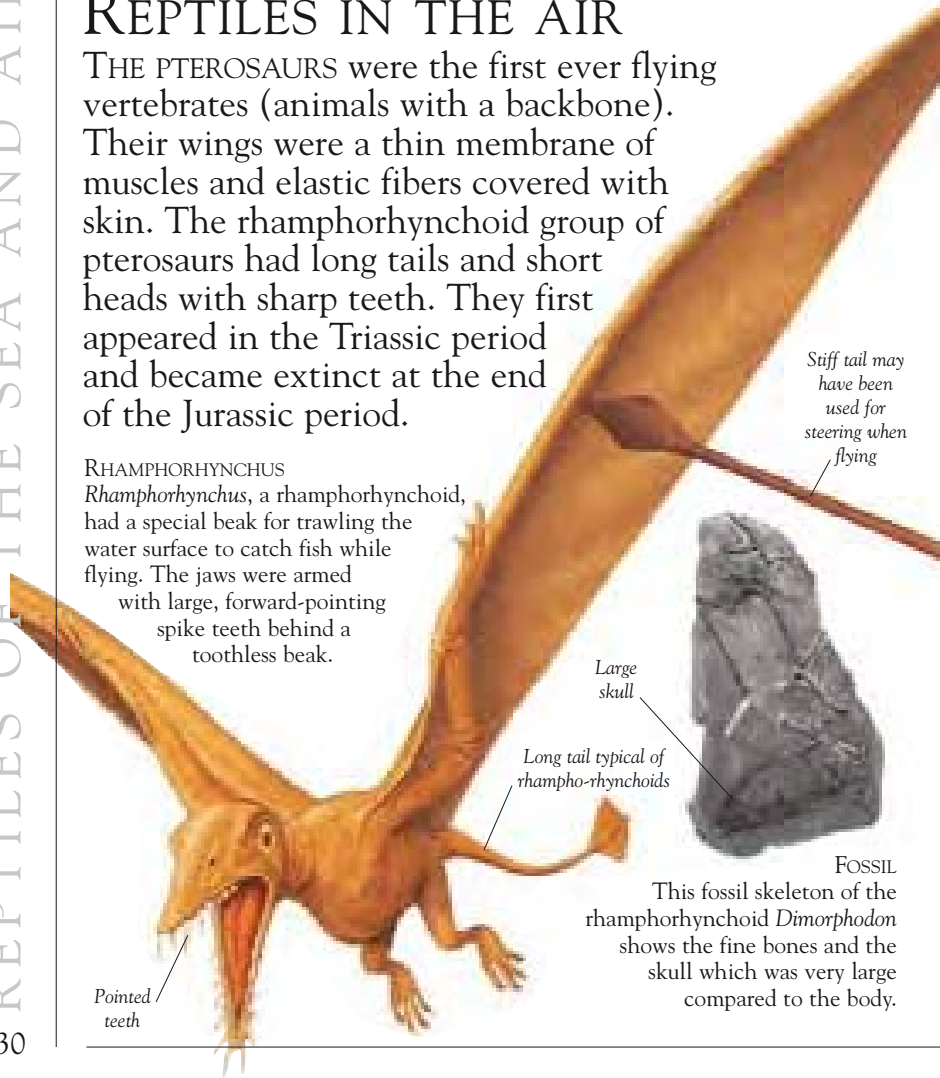 REPTILES IN THE AIR
THE PTEROSAURS were the first ever flying
vertebrates (animals with a backbone).
Their wings were a thin membrane of
muscles and elastic fibers covered with
skin. The rhamphorhynchoid group of
pterosaurs had long tails and short
heads with sharp teeth. They first
appeared in the Triassic period
and became extinct at the end
of the Jurassic period.
RHAMPHORHYNCHUS
Rhamphorhynchus, a rhamphorhynchoid,
had a special beak for trawling the
water surface to catch fish while
flying. The jaws were armed
with large, forward-pointing
spike teeth behind a
toothless beak.
Stiff tail may
have been
used for
steering when
flying
Large
skull
Long tail typical of
rhampho-rhynchoids
FOSSIL
This fossil skeleton of the
rhamphorhynchoid Dimorphodon
shows the fine bones and the
skull which was very large
compared to the body.
Pointed
teeth
REPTILES OF THE SEA AND AI
30